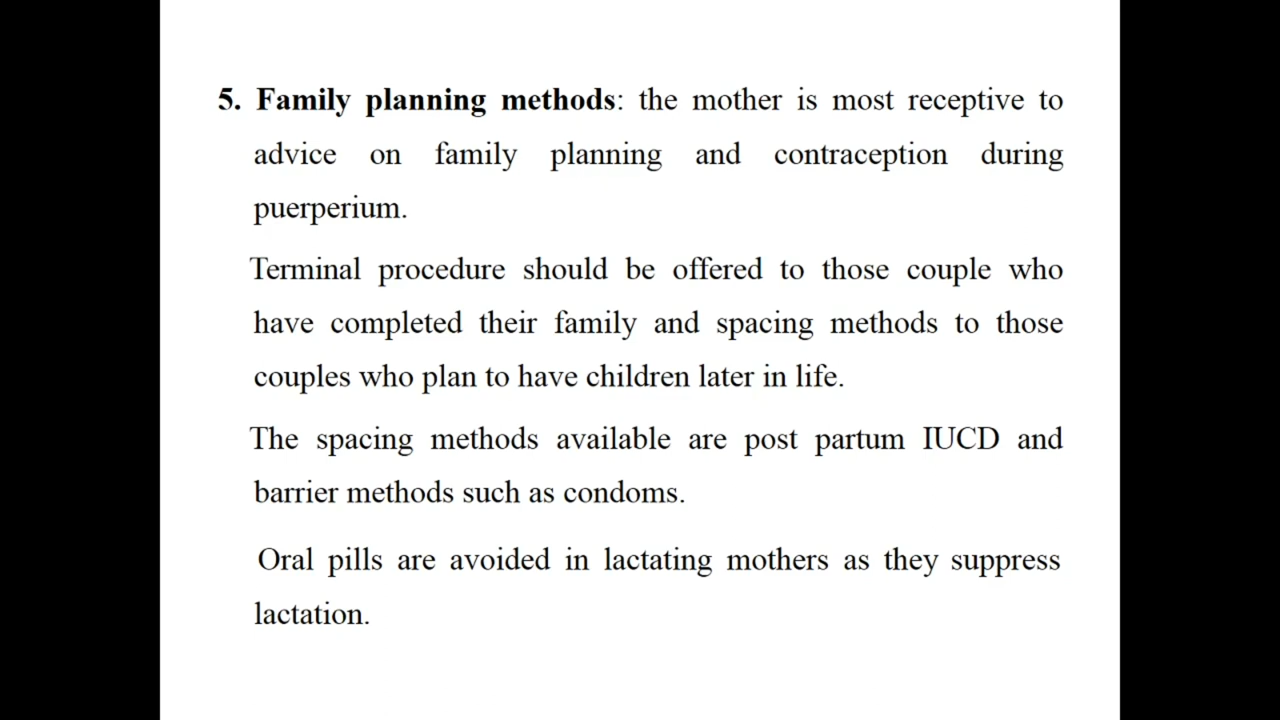 5. Family planning methods: the mother is most receptive to
advice on family planning and contraception during
puerperium.
Terminal procedure should be offered to those couple who
have completed their family and spacing methods to those
couples who plan to have children later in life.
The spacing methods available are post partum IUCD and
barrier methods such as condoms.
Oral pills are avoided in lactating mothers as they suppress
lactation.